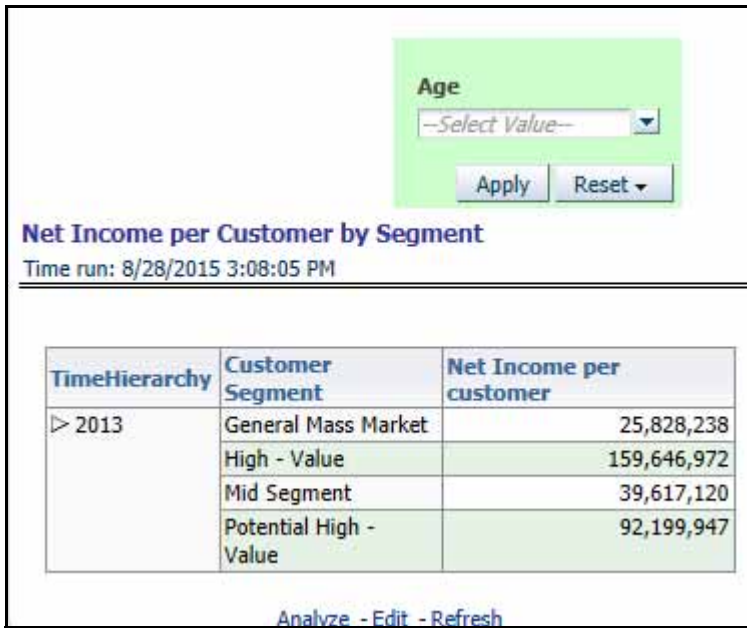 Age
--Select Value--
Apply Reset
Net Income per Customer by Segment
Time run: 8/28/2015 3:08:05 PM
TimeHierarchy Customer Segment Net Income per customer
2013 General Mass Market 25,828,238
High - Value 159,646,972
Mid Segment 39,617,120
Potential High - Value 92,199,947
Analyze - Edit - Refresh